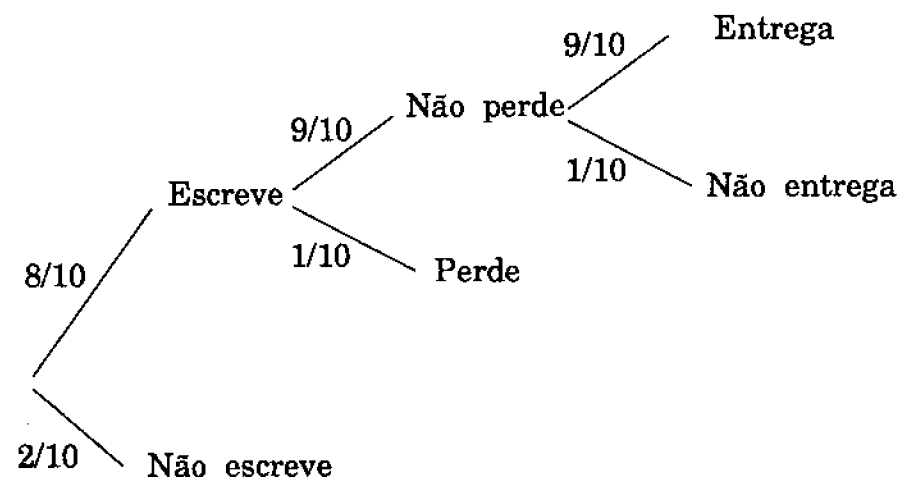 9/10
Entrega
9/10
Não perde
1/10
Não entrega
Escreve
1/10
Perde
8/10
2/10
Não escreve